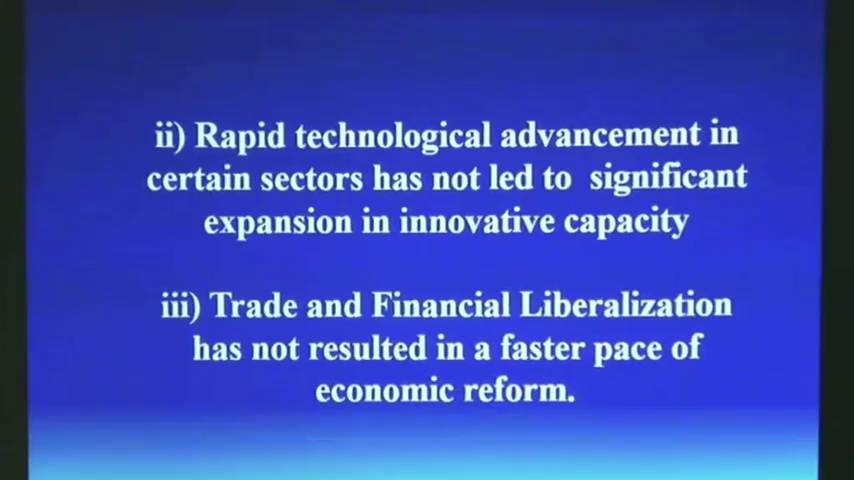 ii) Rapid technological advancement in
certain sectors has not led to significant
expansion in innovative capacity
iii) Trade and Financial Liberalization
has not resulted in a faster pace of
economic reform.